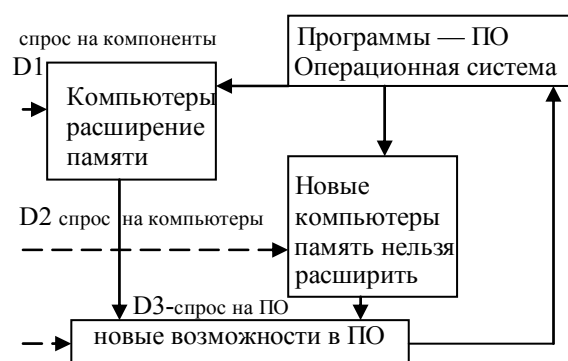 спрос на компоненты
D1
Программы — ПО
Операционная система
Компьютеры
расширение
памяти
Новые
компьютеры
память нельзя
расширить
D2 спрос на компьютеры
D3-спрос на ПО
новые возможности в ПО